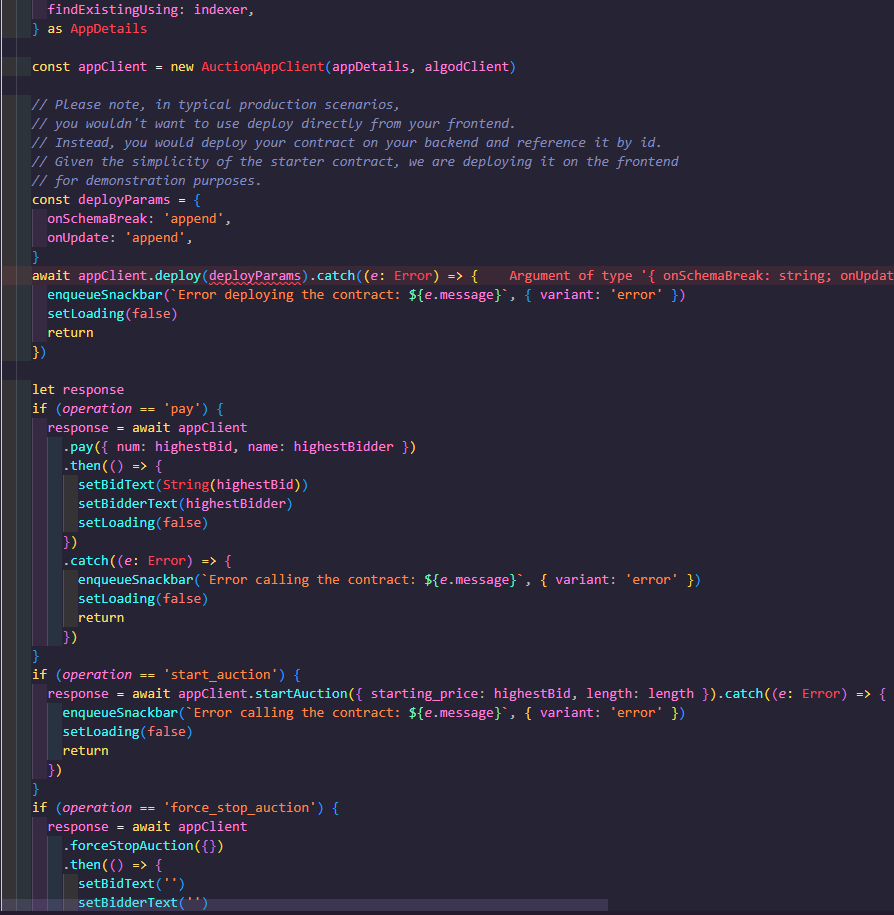 findExistingUsing: indexer,
} as AppDetails
const appClient = new AuctionAppClient(appDetails, algodClient)
// Please note, in typical production scenarios,
// you wouldn't want to use deploy directly from your frontend.
// Instead, you would deploy your contract on your backend and reference it by id.
// Given the simplicity of the starter contract, we are deploying it on the frontend
// for demonstration purposes.
const deployParams = {
onSchemaBreak: 'append',
onUpdate: 'append',
}
await appClient.deploy(deployParams).catch((e: Error) => { Argument of type '{ onSchemaBreak: string; onUpdat
enqueueSnackbar(`Error deploying the contract: ${e.message}`, { variant: 'error' })
setLoading(false)
return
})
let response
if (operation == 'pay') {
response = await appClient
.pay({ num: highestBid, name: highestBidder })
.then(() => {
setBidText(String(highestBid))
setBidderText(highestBidder)
setLoading(false)
})
.catch((e: Error) => {
enqueueSnackbar(`Error calling the contract: ${e.message}`, { variant: 'error' })
setLoading(false)
return
})
}
if (operation == 'start_auction') {
response = await appClient.startAuction({ starting_price: highestBid, length: length }).catch((e: Error) => {
enqueueSnackbar(`Error calling the contract: ${e.message}`, { variant: 'error' })
setLoading(false)
return
})
}
if (operation == 'force_stop_auction') {
response = await appClient
.forceStopAuction({})
.then(() => {
setBidText('')
setBidderText('')